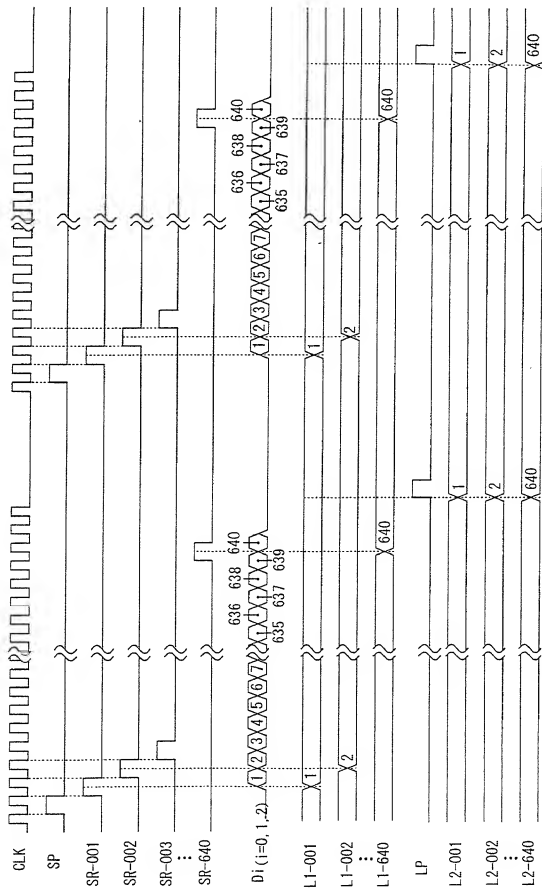 CLK
SP
SR-001
SR-002
SR-003
SR-640
Di (i=0, 1, 2)
1 2 3 4 5 6 7
635
636
637
638
639
640
1 2 3 4 5 6 7
635
636
637
638
639
640
L1-001
1
1
L1-002
2
2
L1-640
640
640
LP
L2-001
1
1
L2-002
2
2
L2-640
640
640